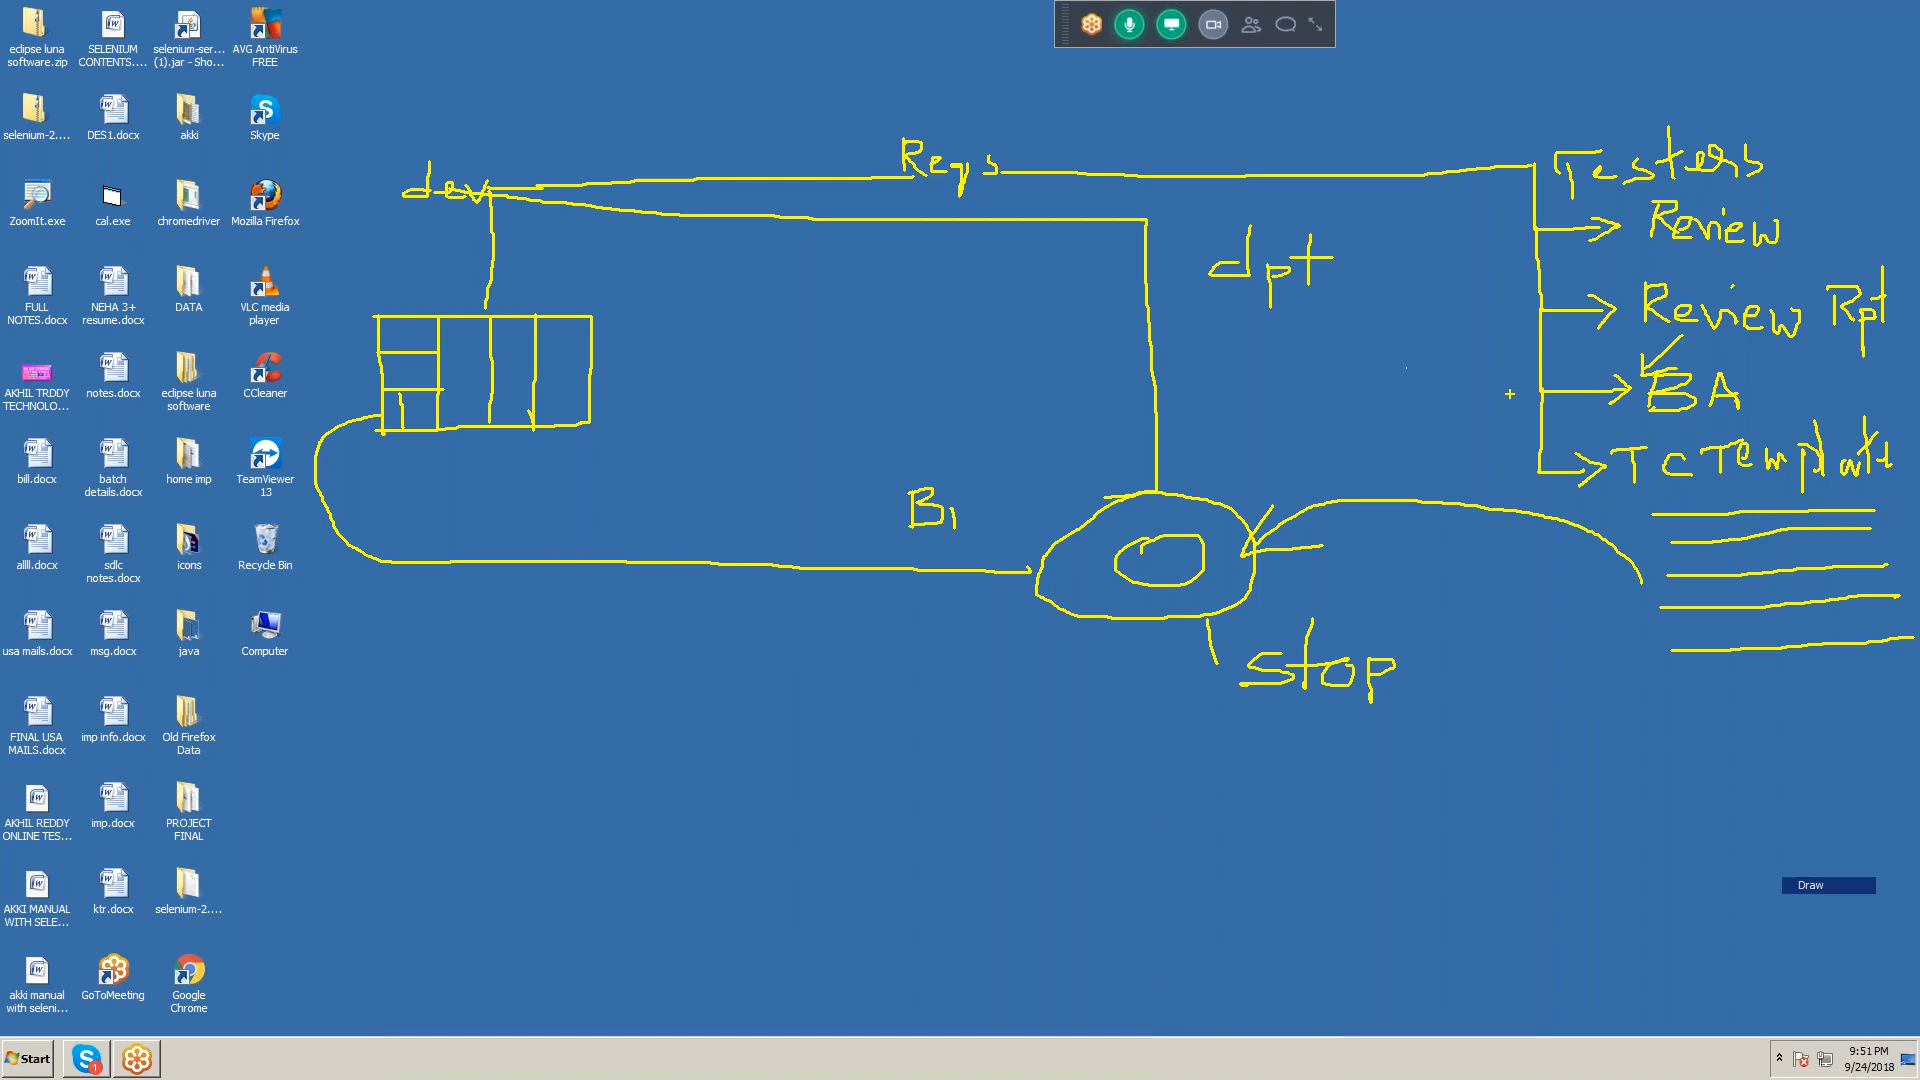 eclipse luna
software.zip
SELENIUM
CONTENTS....
selenium-ser...
(1).jar - Sho...
AVG AntiVirus
FREE
selenium-2....
DES1.docx
akki
Skype
ZoomIt.exe
cal.exe
chromedriver
Mozilla Firefox
FULL
NOTES.docx
NEHA 3+
resume.docx
DATA
VLC media
player
AKHIL TRDDY
TECHNOLO...
notes.docx
eclipse luna
software
CCleaner
bill.docx
batch
details.docx
home imp
TeamViewer
13
allll.docx
sdlc
notes.docx
icons
Recycle Bin
usa mails.docx
msg.docx
java
Computer
FINAL USA
MAILS.docx
imp info.docx
Old Firefox
Data
AKHIL REDDY
ONLINE TES...
imp.docx
PROJECT
FINAL
AKKI MANUAL
WITH SELE...
ktr.docx
selenium-2....
akki manual
with seleni...
GoToMeeting
Google
Chrome
dev
Reqs
Testers
Review
dpt
Review Rpt
BA
TC Template
B1
Stop
Draw
Start
1
9:51 PM
9/24/2018